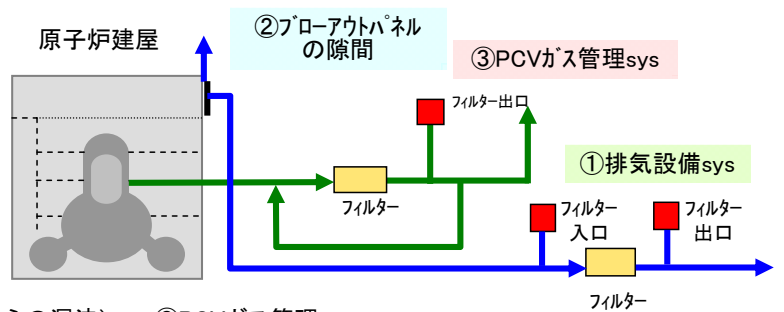 原子炉建屋
②ﾌﾞﾛｰｱｳﾄﾊﾟﾈﾙ
の隙間
③PCVｶﾞｽ管理sys
ﾌｨﾙﾀｰ出口
①排気設備sys
ﾌｨﾙﾀｰ
ﾌｨﾙﾀｰ
入口
ﾌｨﾙﾀｰ
出口
ﾌｨﾙﾀｰ